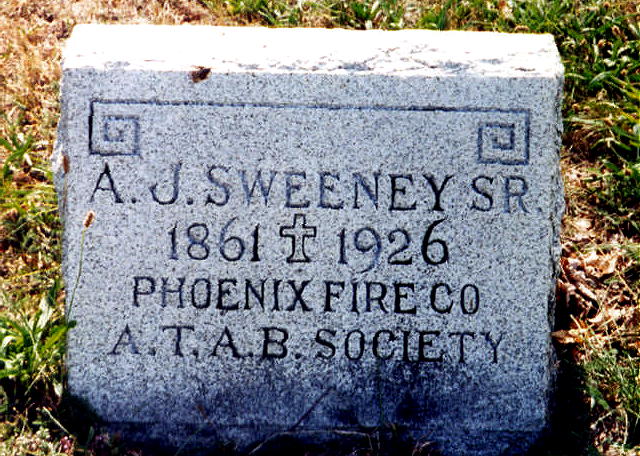 A. J. SWEENEY SR.
1861 1926
PHOENIX FIRE CO
A.T.A.B. SOCIETY